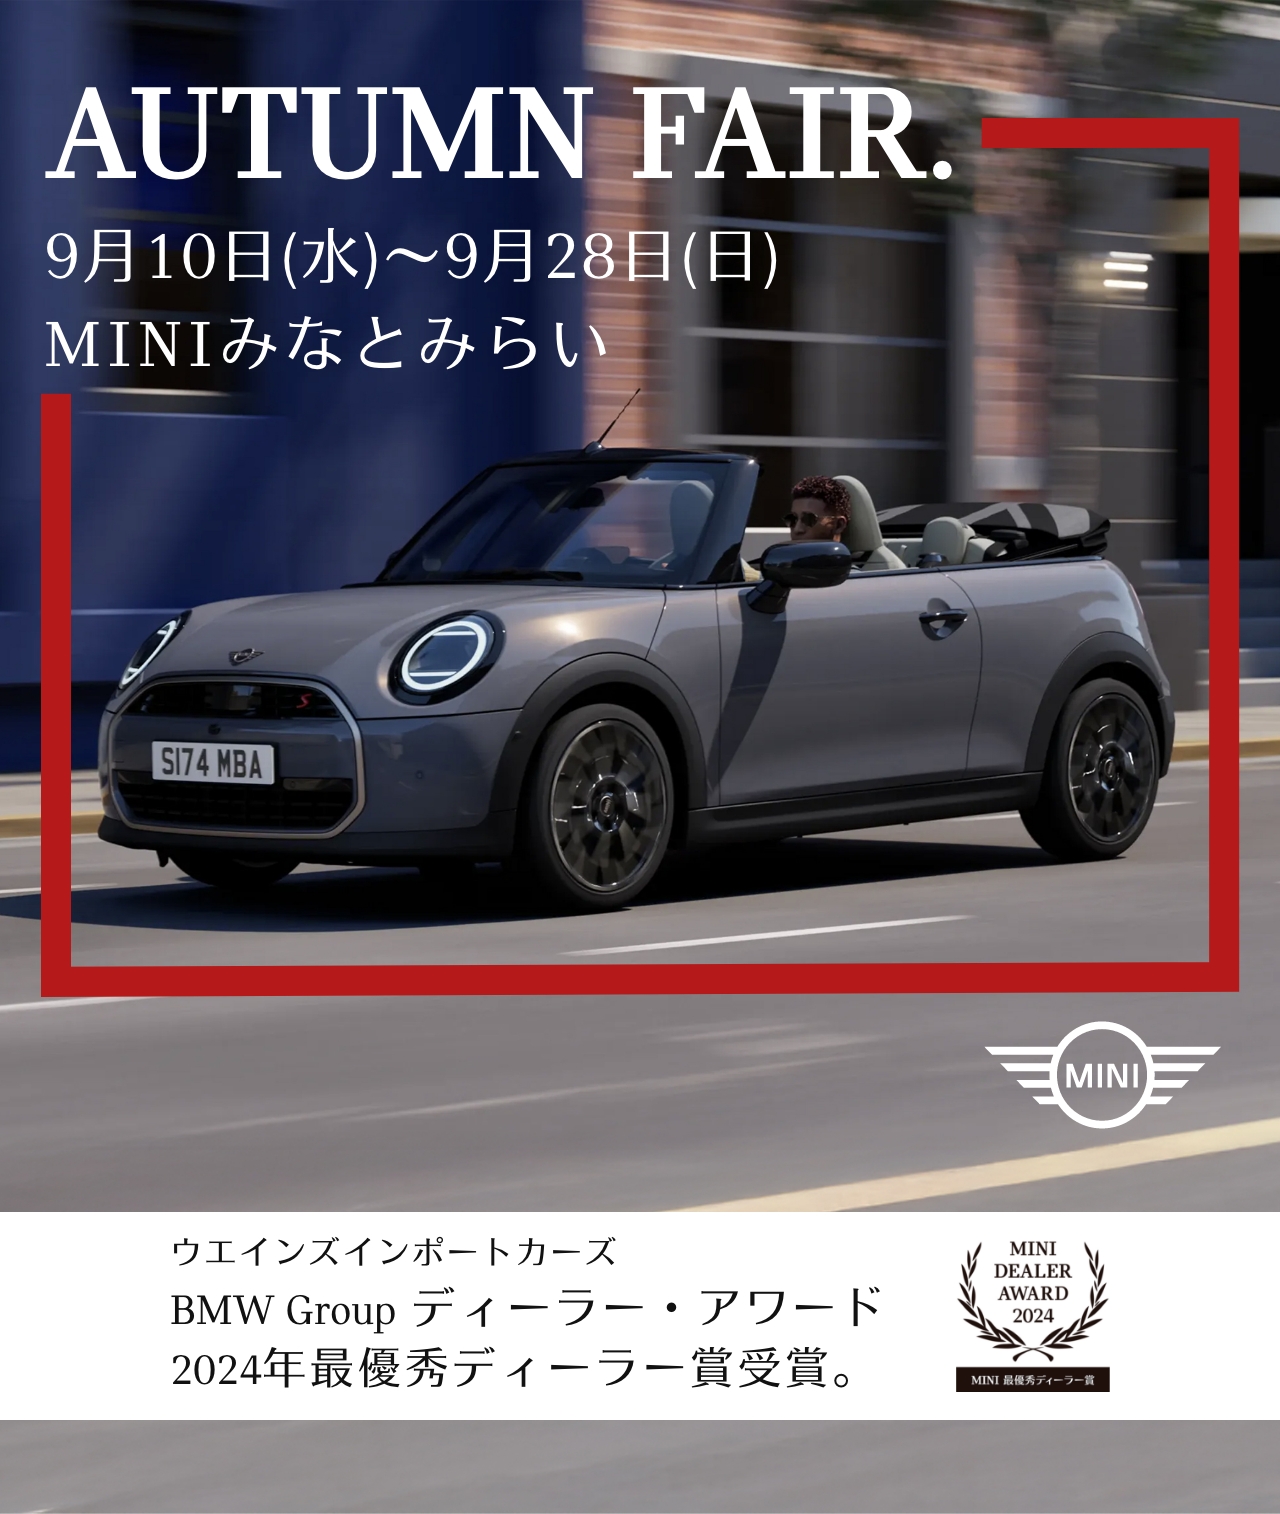 AUTUMN FAIR.
9月10日(水)～9月28日(日)
MINIみなとみらい
S
S174 MBA
MINI
ウエインズインポートカーズ
BMW Group ディーラー・アワード
2024年最優秀ディーラー賞受賞。
MINI
DEALER
AWARD
2024
MINI 最優秀ディーラー賞